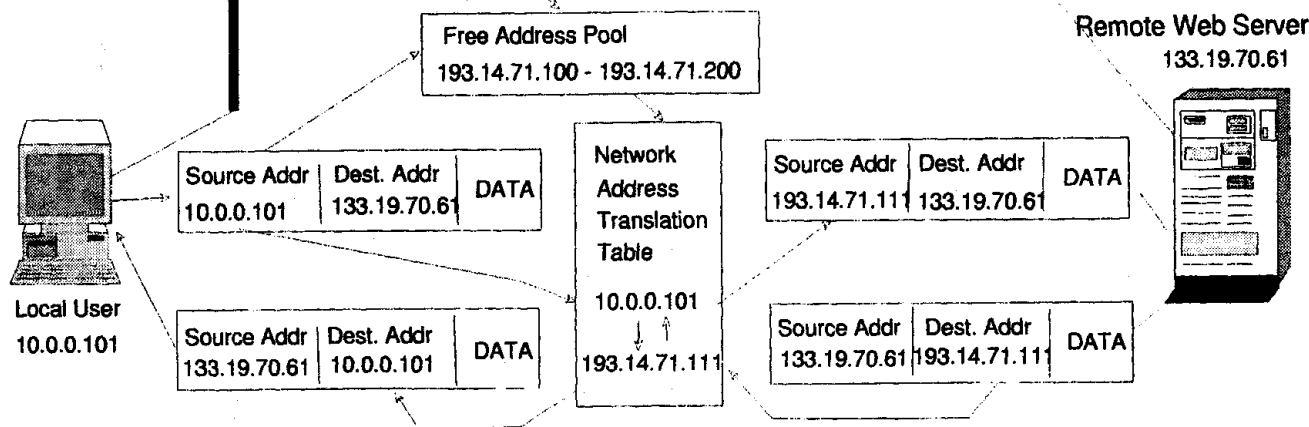 Free Address Pool
193.14.71.100 - 193.14.71.200
Remote Web Server
133.19.70.61
Source Addr Dest. Addr DATA
10.0.0.101 133.19.70.61
Network
Address
Translation
Table
10.0.0.101
193.14.71.111
Source Addr Dest. Addr DATA
193.14.71.111 133.19.70.61
Local User
10.0.0.101
Source Addr Dest. Addr DATA
133.19.70.61 10.0.0.101
Source Addr Dest. Addr DATA
133.19.70.61 193.14.71.111